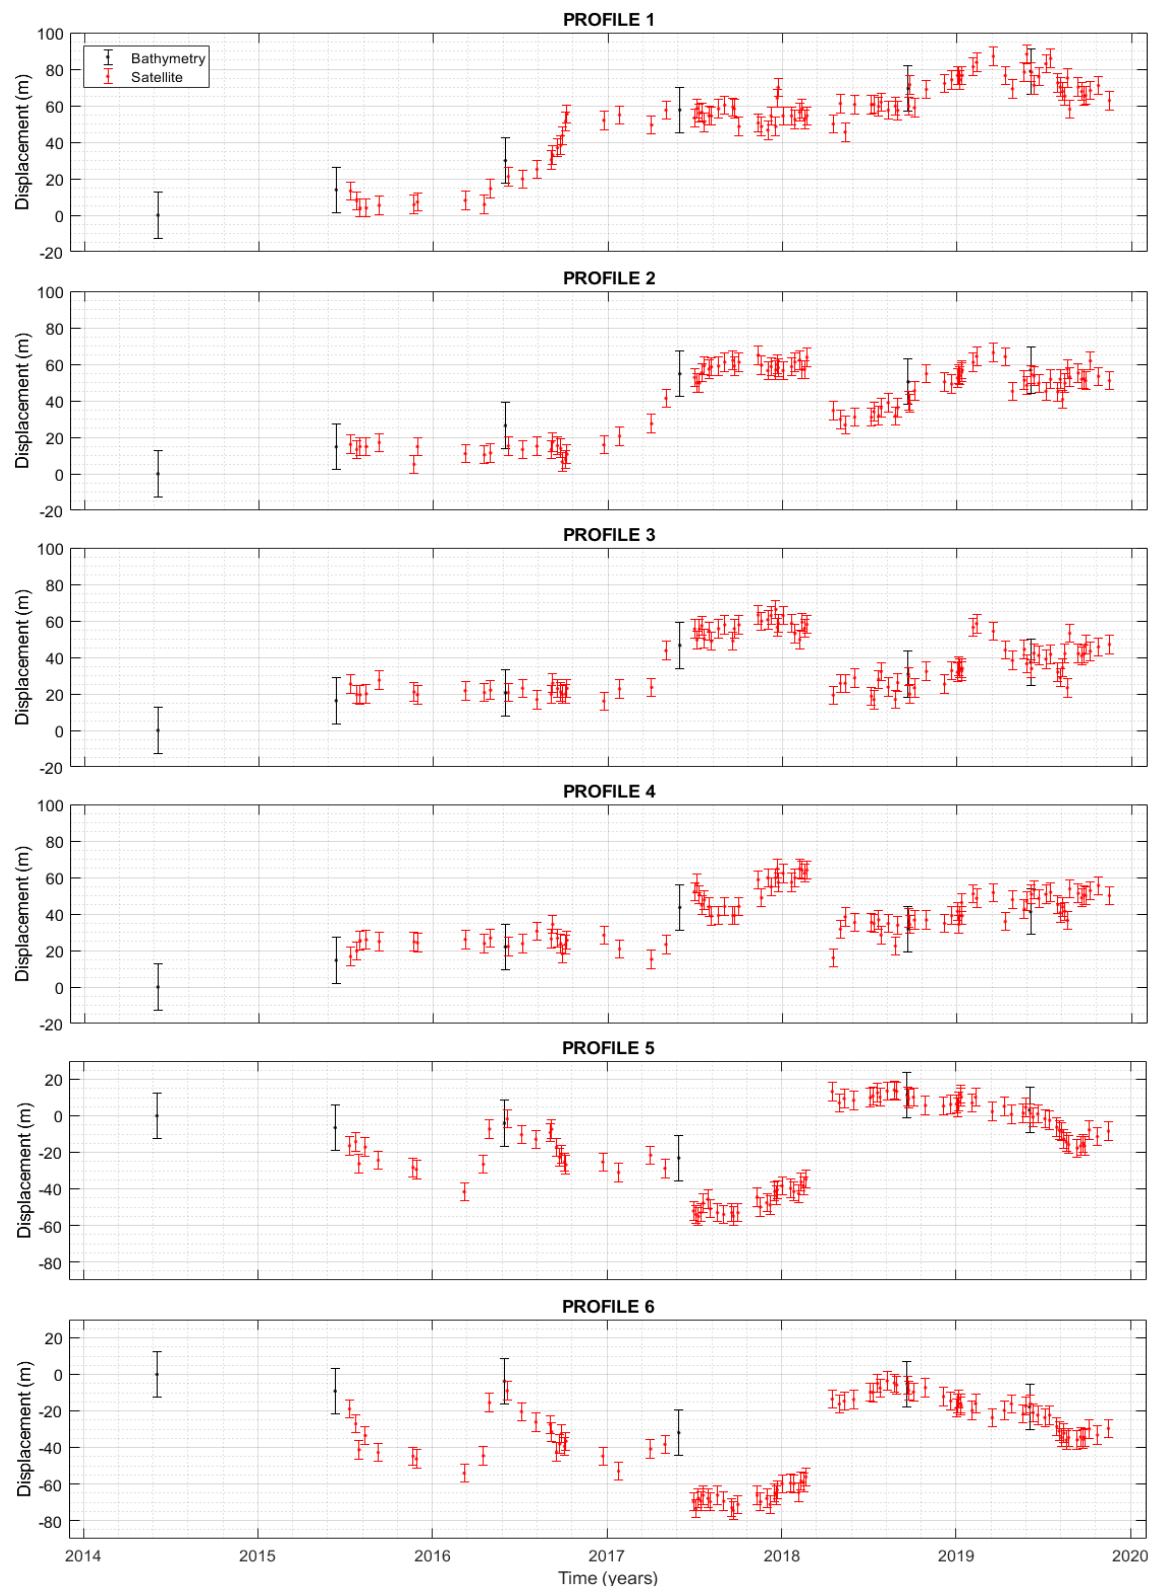 PROFILE 1
Displacement (m)
100
80
60
40
20
0
-20
Bathymetry
Satellite
PROFILE 2
Displacement (m)
100
80
60
40
20
0
-20
PROFILE 3
Displacement (m)
100
80
60
40
20
0
-20
PROFILE 4
Displacement (m)
100
80
60
40
20
0
-20
PROFILE 5
Displacement (m)
20
0
-20
-40
-60
-80
PROFILE 6
Displacement (m)
20
0
-20
-40
-60
-80
2014 2015 2016 2017 2018 2019 2020
Time (years)